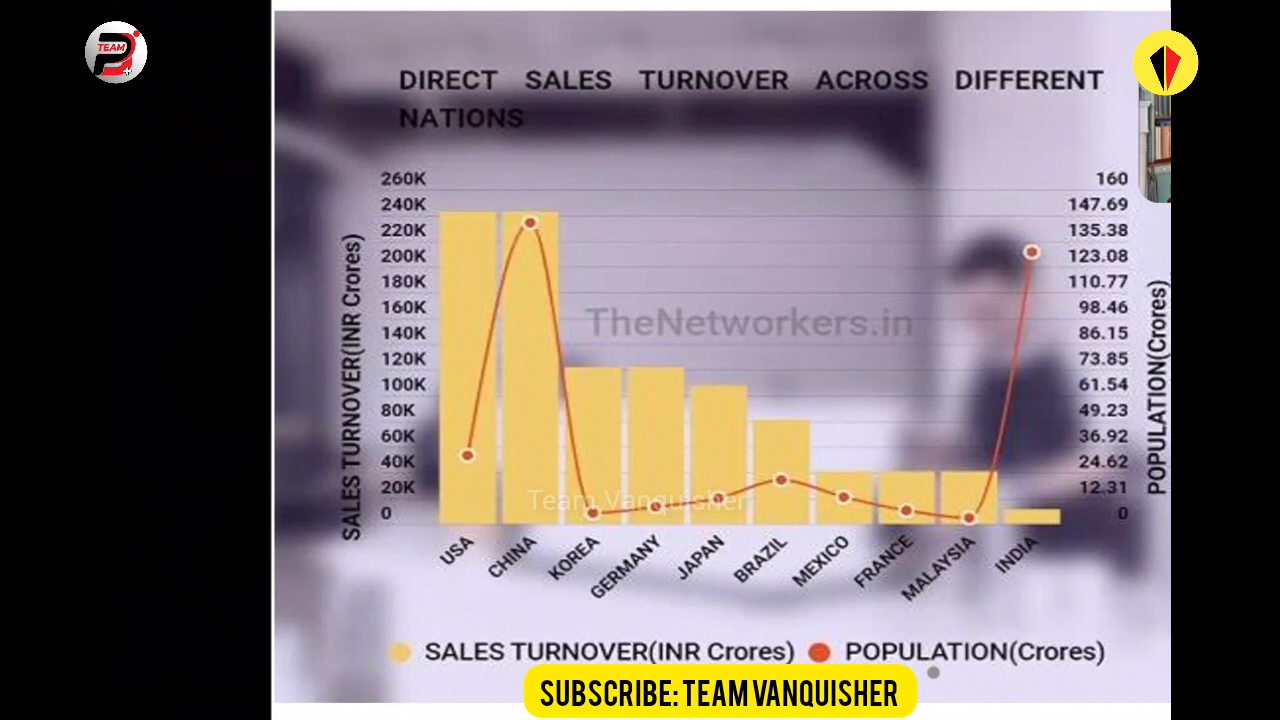 TEAM
DIRECT SALES TURNOVER ACROSS DIFFERENT
NATIONS
260K
240K
220K
200K
180K
160K
140K
120K
100K
80K
60K
40K
20K
0
SALES TURNOVER(INR Crores)
160
147.69
135.38
123.08
110.77
98.46
86.15
73.85
61.54
49.23
36.92
24.62
12.31
0
POPULATION(Crores)
TheNetworkers.in
Team Vanquisher
USA
CHINA
KOREA
GERMANY
JAPAN
BRAZIL
MEXICO
FRANCE
MALAYSIA
INDIA
SALES TURNOVER(INR Crores) POPULATION(Crores)
SUBSCRIBE: TEAM VANQUISHER